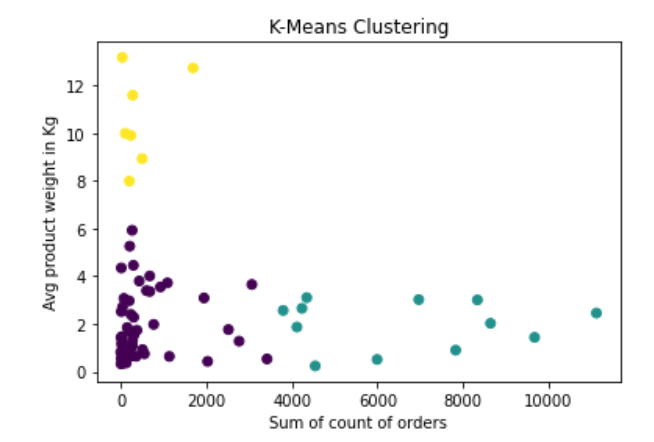 K-Means Clustering
Avg product weight in Kg
12
10
8
6
4
2
0
0 2000 4000 6000 8000 10000
Sum of count of orders